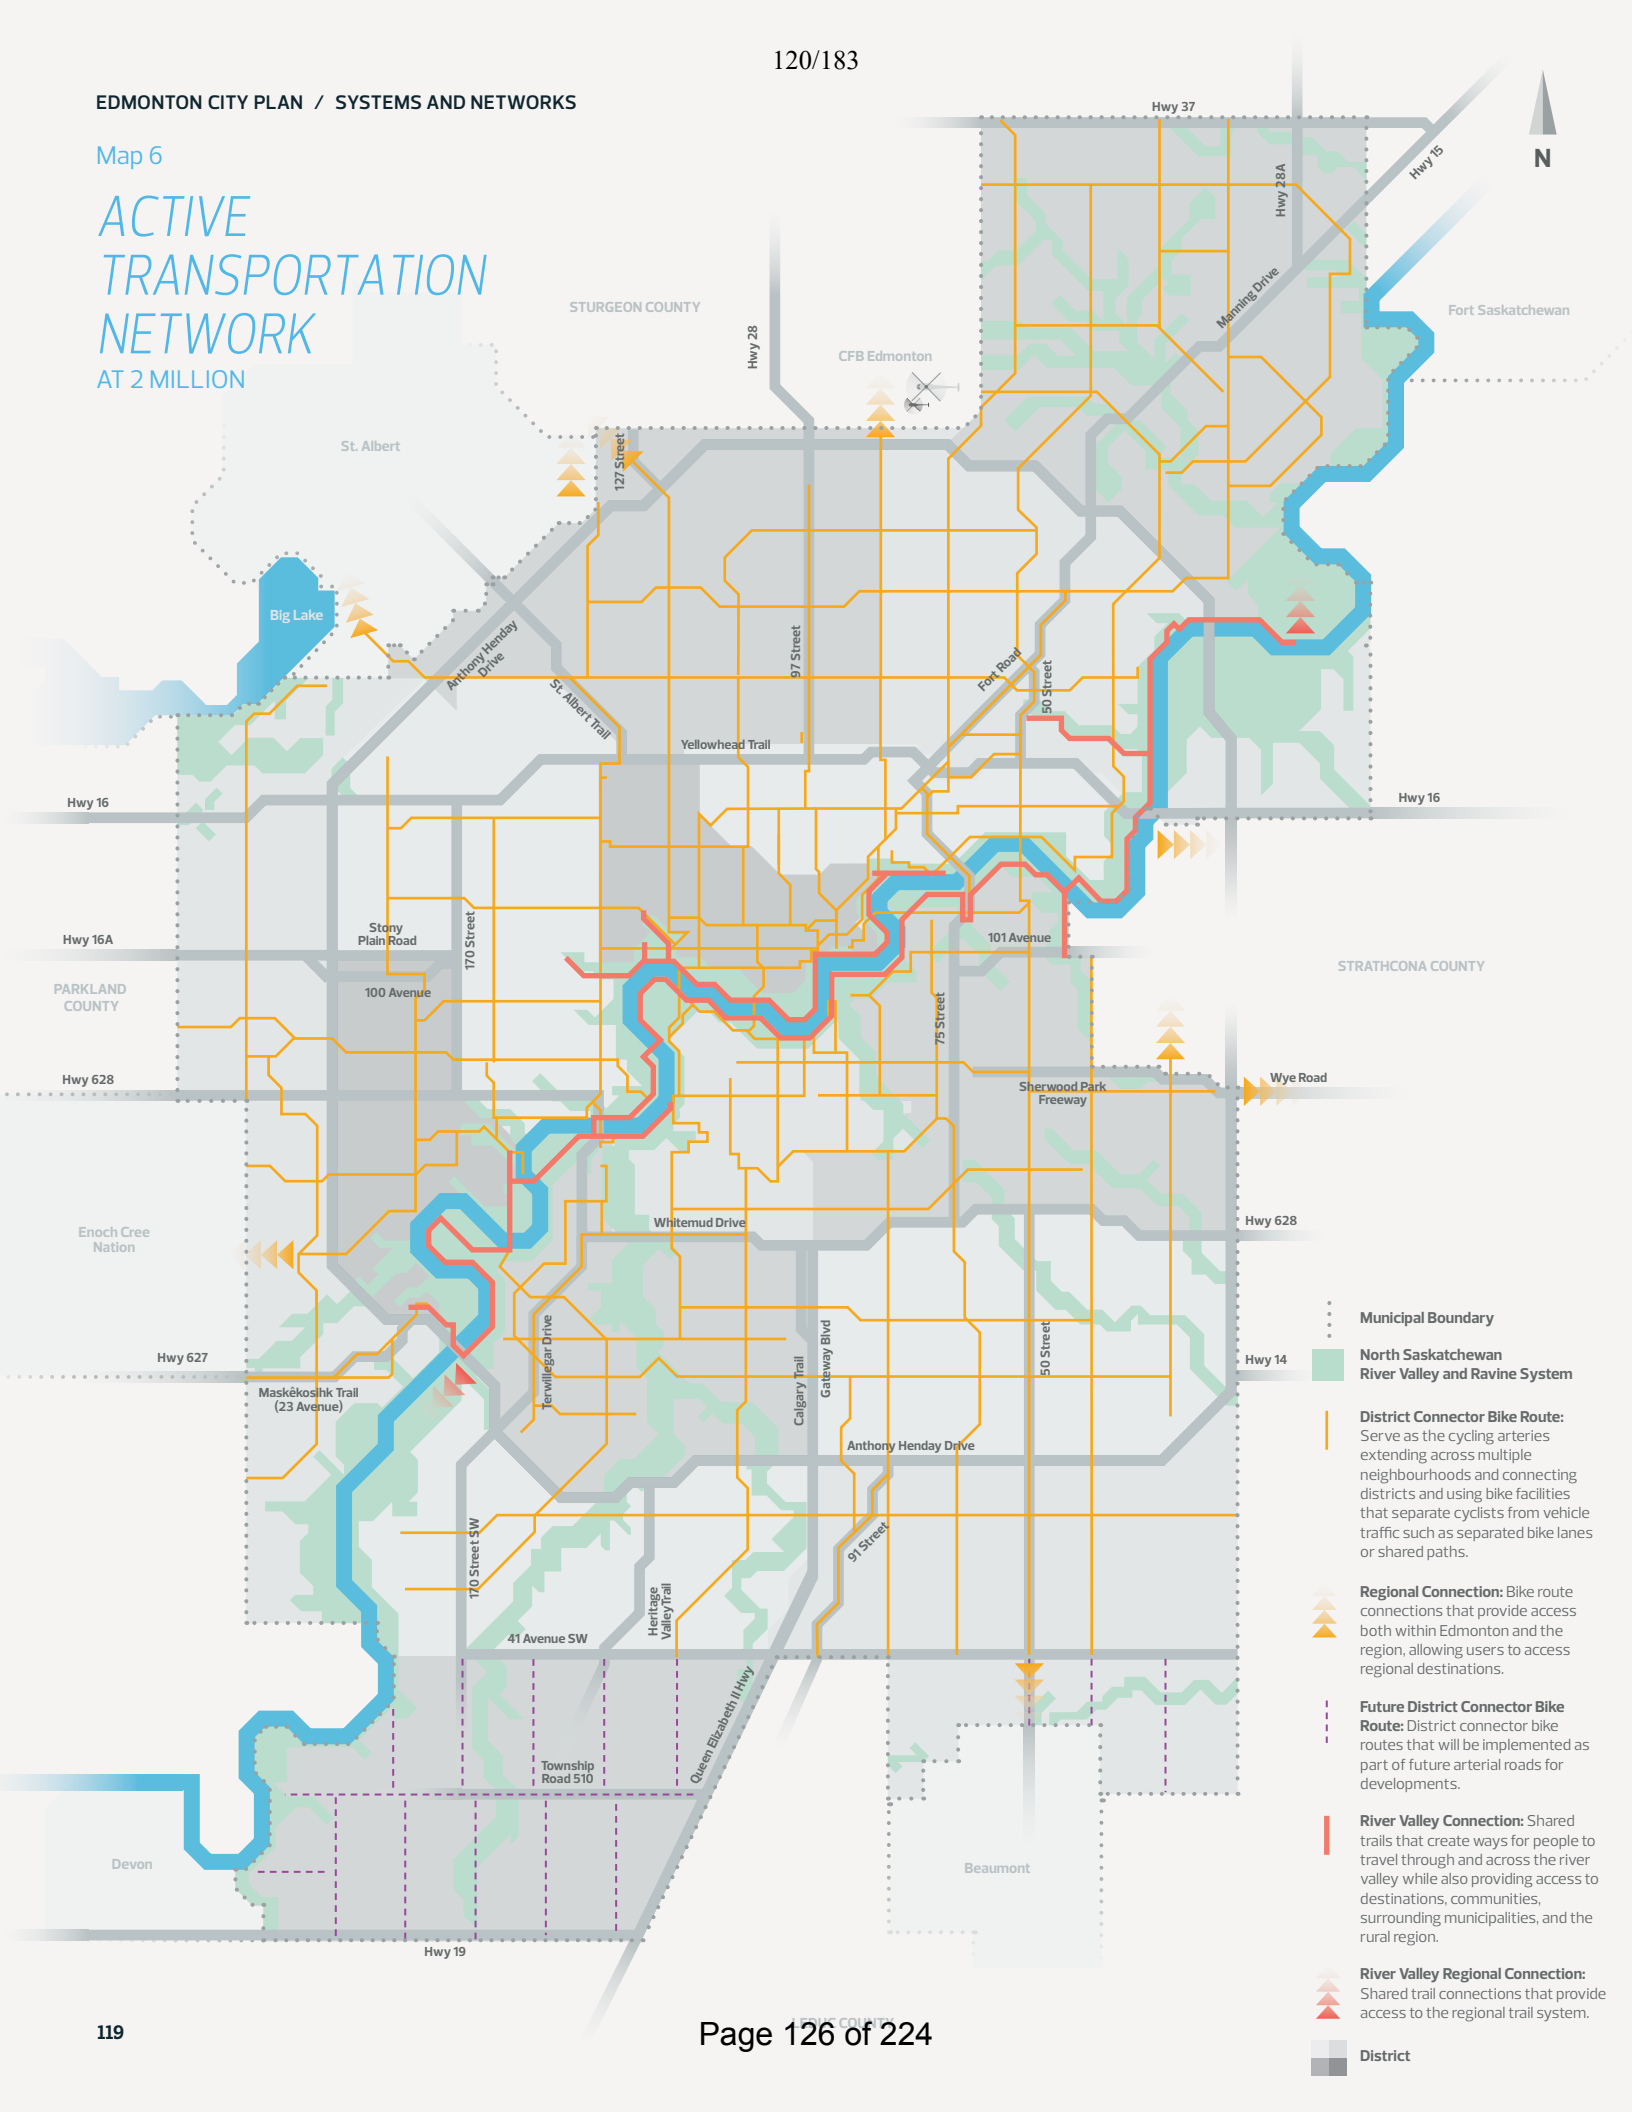 120/183
EDMONTON CITY PLAN / SYSTEMS AND NETWORKS
Map 6
ACTIVE
TRANSPORTATION
NETWORK
AT 2 MILLION
Hwy 37
N
Hwy 15
Hwy 28A
Manning Drive
Fort Saskatchewan
STURGEON COUNTY
Hwy 28
CFB Edmonton
St. Albert
127 Street
Big Lake
Anthony Henday
Drive
St. Albert Trail
97 Street
Fort Road
50 Street
Yellowhead Trail
Hwy 16
Hwy 16
Stony
Plain Road
170 Street
Hwy 16A
101 Avenue
STRATHCONA COUNTY
PARKLAND
COUNTY
100 Avenue
75 Street
Hwy 628
Sherwood Park
Freeway
Wye Road
Enoch Cree
Nation
Whitemud Drive
Hwy 628
Terwillegar Drive
Calgary Trail
Gateway Blvd
50 Street
Hwy 627
Hwy 14
Maskêkosihk Trail
(23 Avenue)
Anthony Henday Drive
170 Street SW
91 Street
Heritage
Valley Trail
41 Avenue SW
Queen Elizabeth II Hwy
Township
Road 510
Devon
Beaumont
Hwy 19
LEDUC COUNTY
Municipal Boundary
North Saskatchewan
River Valley and Ravine System
District Connector Bike Route:
Serve as the cycling arteries
extending across multiple
neighbourhoods and connecting
districts and using bike facilities
that separate cyclists from vehicle
traffic such as separated bike lanes
or shared paths.
Regional Connection: Bike route
connections that provide access
both within Edmonton and the
region, allowing users to access
regional destinations.
Future District Connector Bike
Route: District connector bike
routes that will be implemented as
part of future arterial roads for
developments.
River Valley Connection: Shared
trails that create ways for people to
travel through and across the river
valley while also providing access to
destinations, communities,
surrounding municipalities, and the
rural region.
River Valley Regional Connection:
Shared trail connections that provide
access to the regional trail system.
District
119
Page 126 of 224